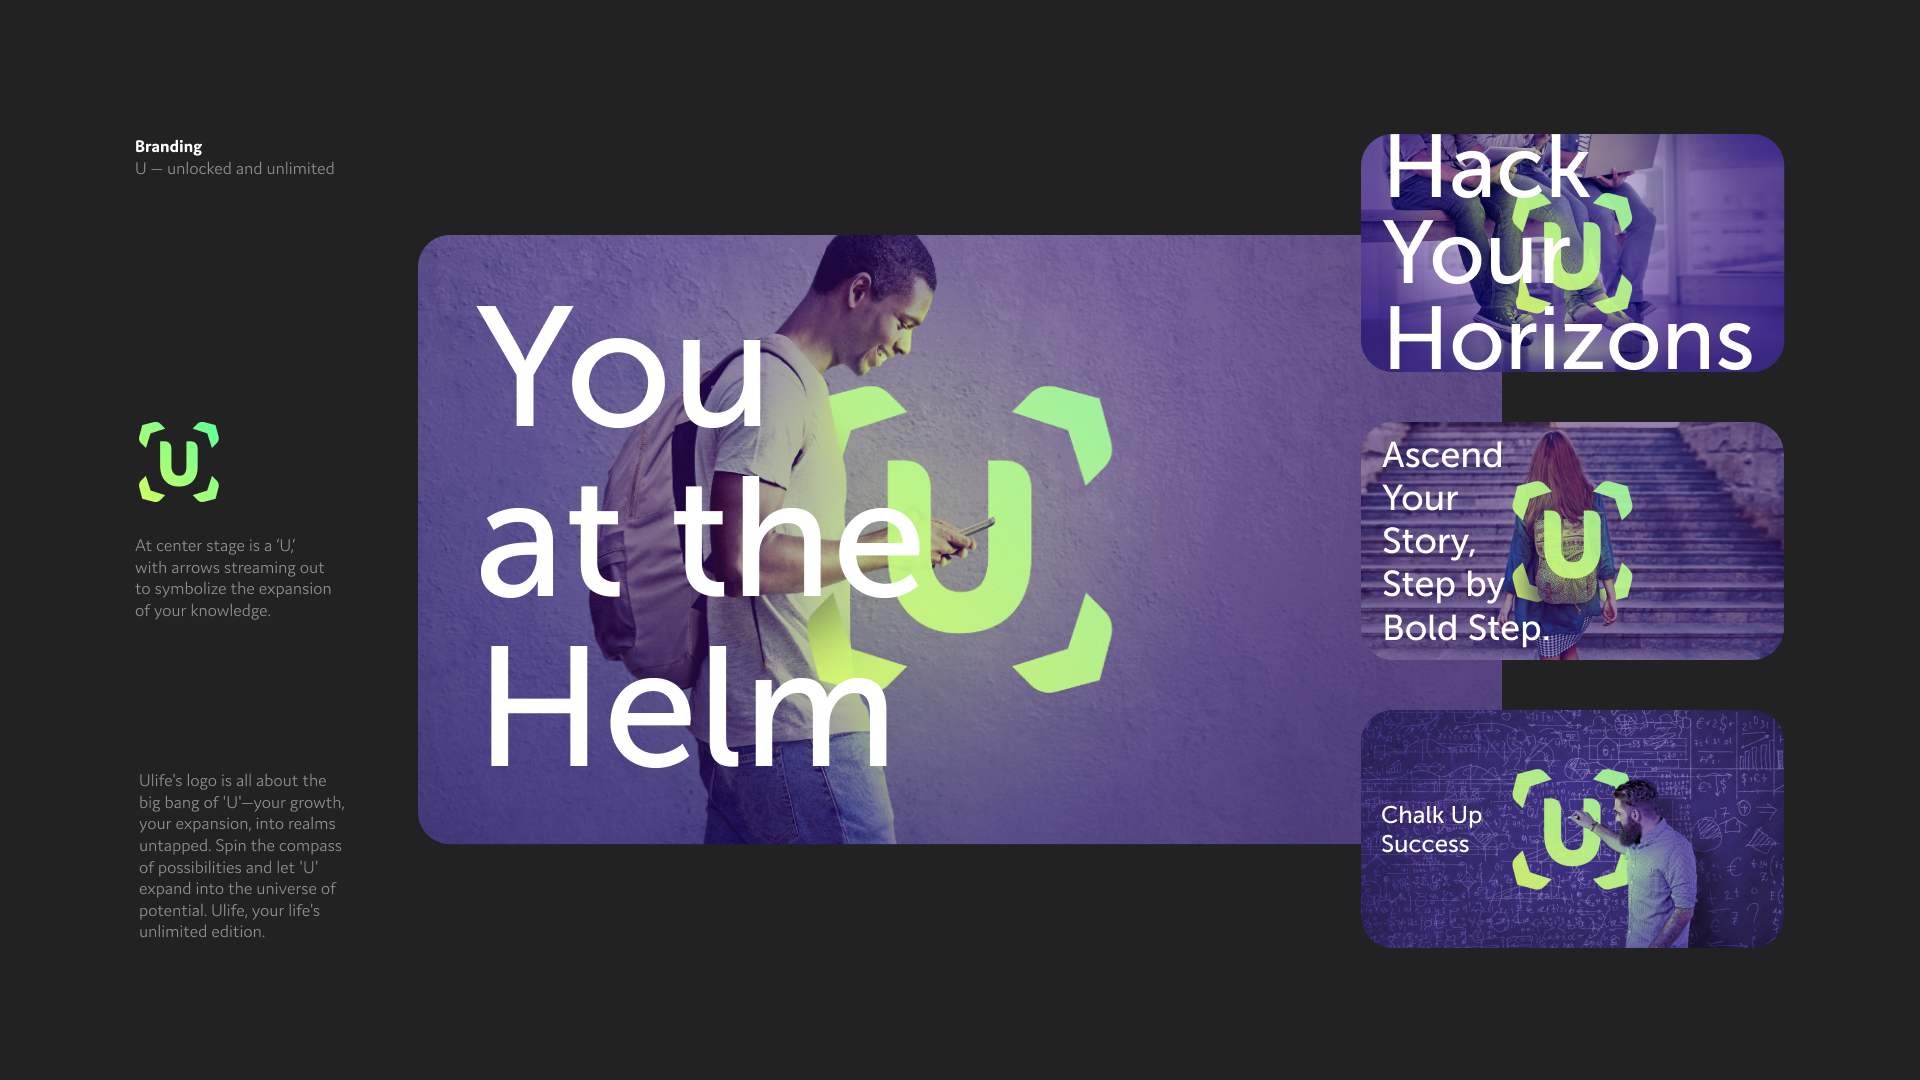 Branding
U — unlocked and unlimited
U
At center stage is a ‘U,’
with arrows streaming out
to symbolize the expansion
of your knowledge.
Ulife's logo is all about the
big bang of 'U'—your growth,
your expansion, into realms
untapped. Spin the compass
of possibilities and let 'U'
expand into the universe of
potential. Ulife, your life's
unlimited edition.
You
at the
Helm
U
Hack
Your
Horizons
U
Ascend
Your
Story,
Step by
Bold Step.
U
Chalk Up
Success
U